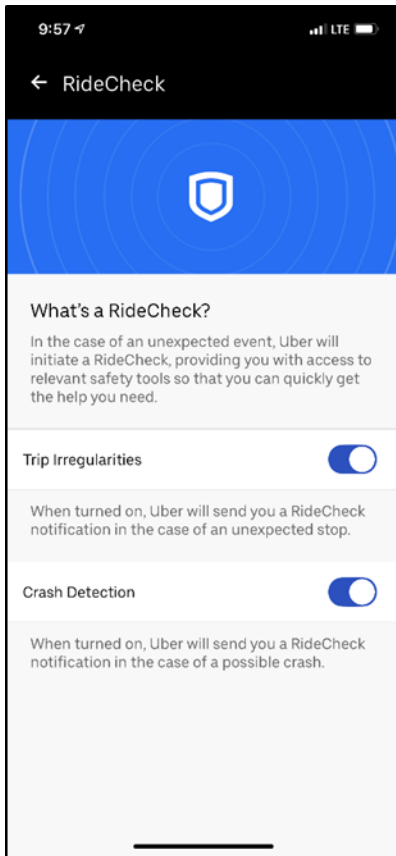 9:57
LTE
RideCheck
What's a RideCheck?
In the case of an unexpected event, Uber will
initiate a RideCheck, providing you with access to
relevant safety tools so that you can quickly get
the help you need.
Trip Irregularities
When turned on, Uber will send you a RideCheck
notification in the case of an unexpected stop.
Crash Detection
When turned on, Uber will send you a RideCheck
notification in the case of a possible crash.